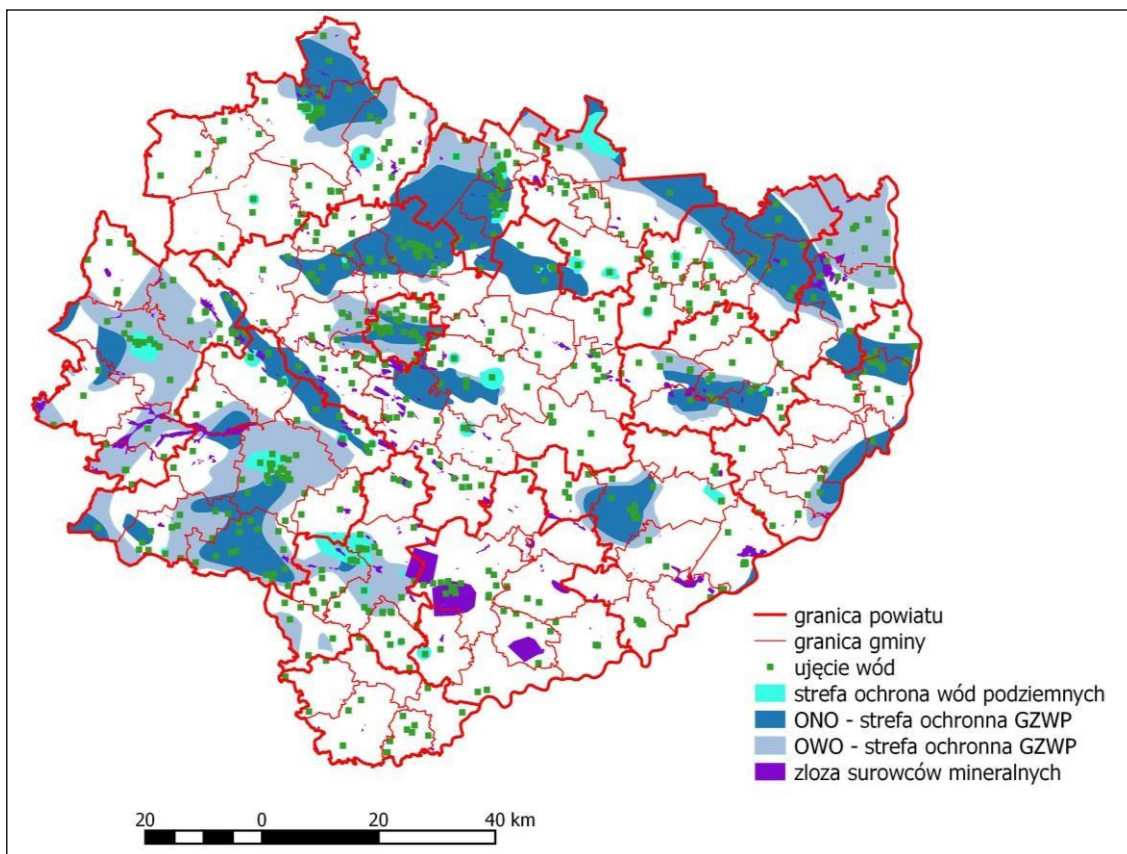 granica powiatu
granica gminy
ujęcie wód
strefa ochrona wód podziemnych
ONO - strefa ochronna GZWP
OWO - strefa ochronna GZWP
zloza surowców mineralnych
20 0 20 40 km